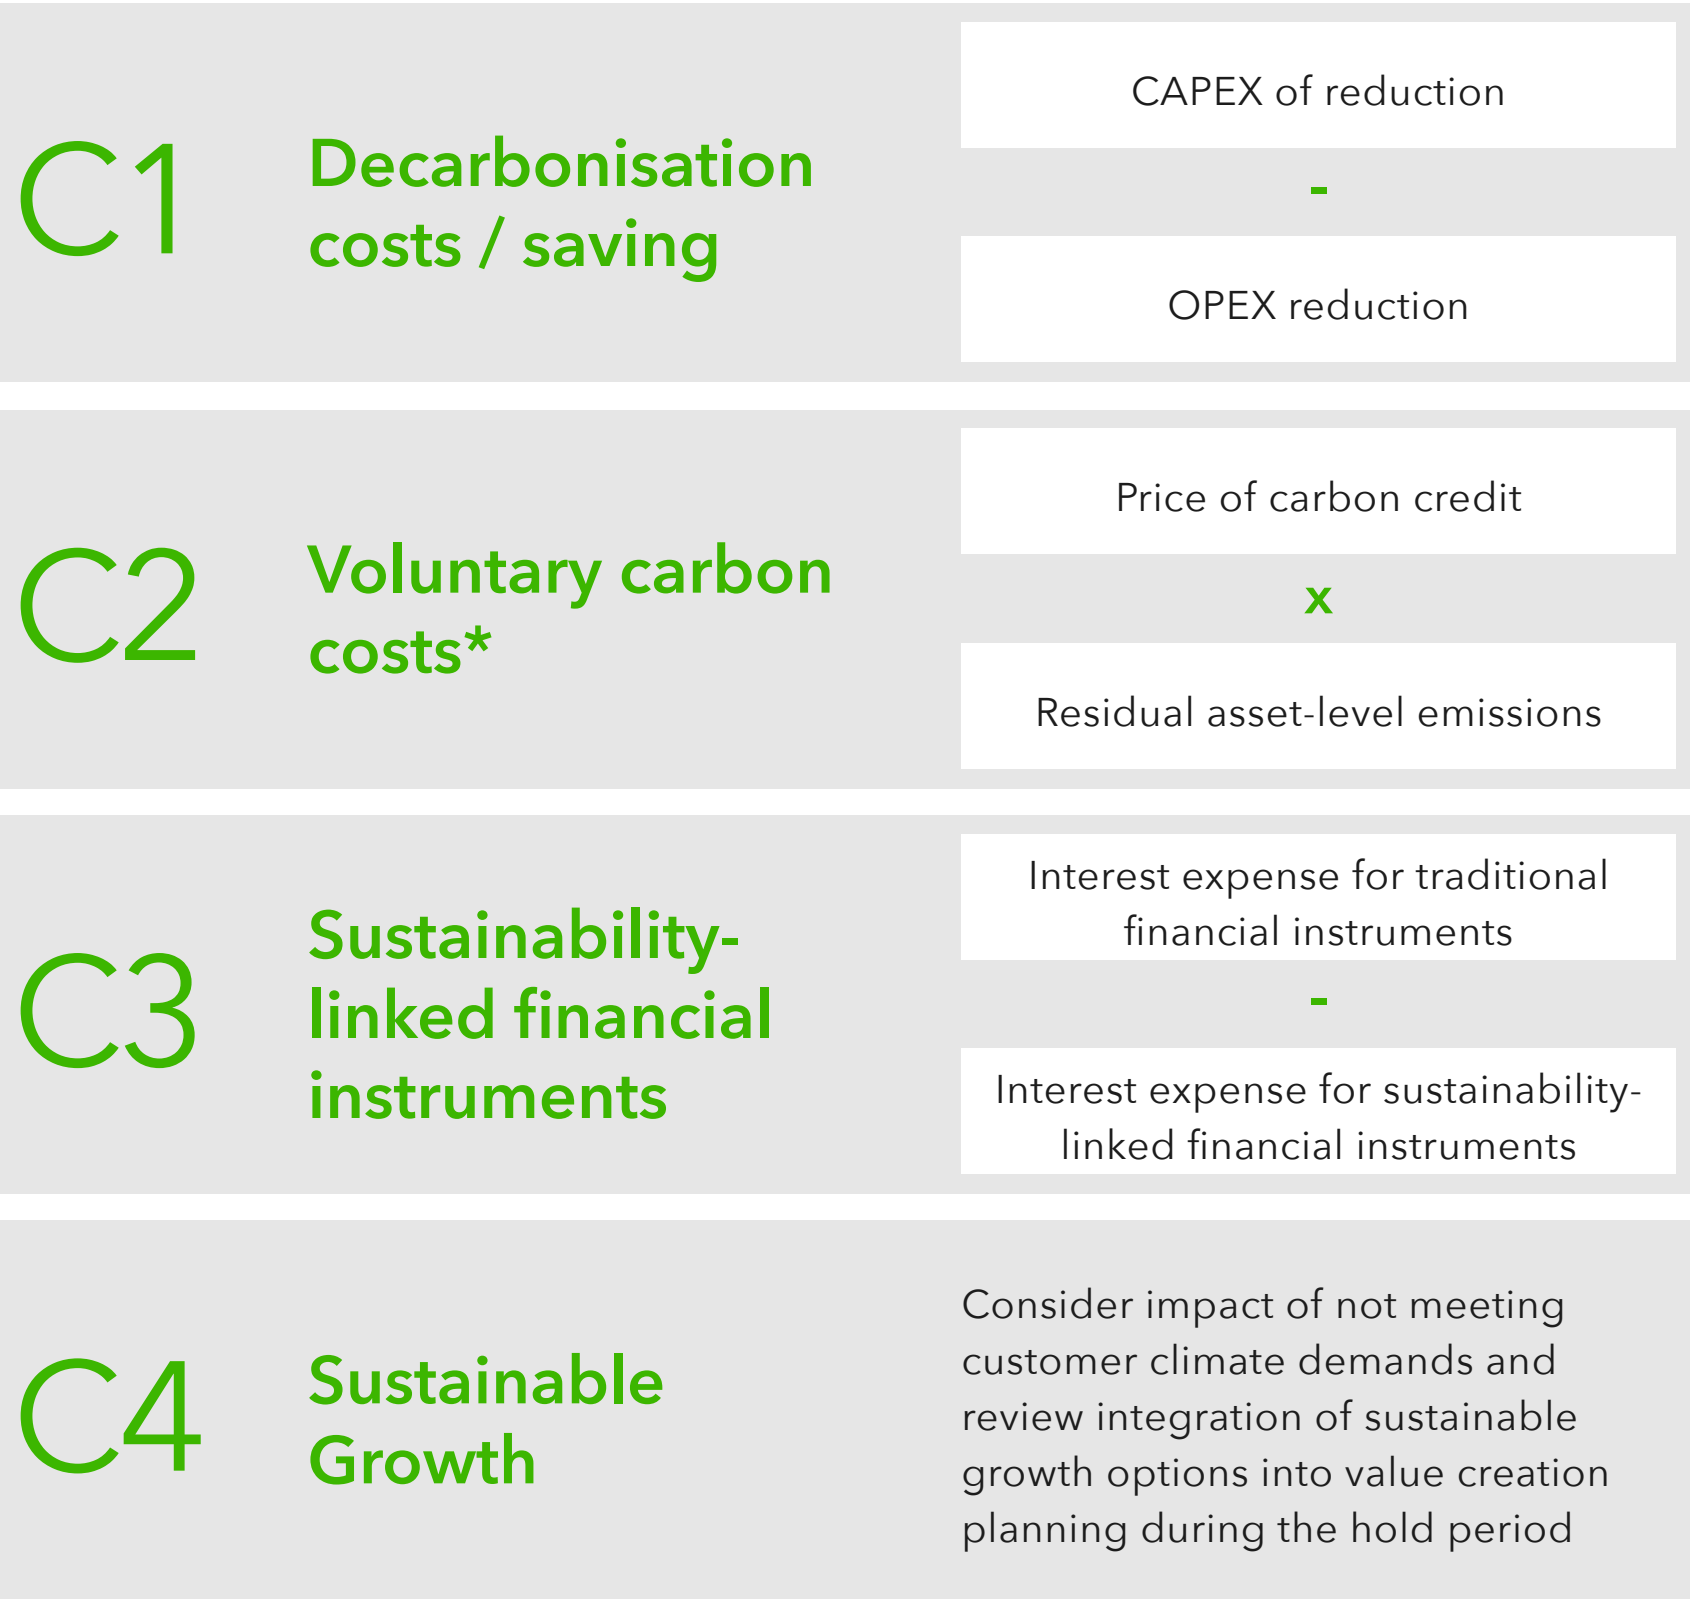 C1
Decarbonisation
costs / saving
CAPEX of reduction
-
OPEX reduction
C2
Voluntary carbon
costs*
Price of carbon credit
x
Residual asset-level emissions
C3
Sustainability-
linked financial
instruments
Interest expense for traditional
financial instruments
-
Interest expense for sustainability-
linked financial instruments
C4
Sustainable
Growth
Consider impact of not meeting
customer climate demands and
review integration of sustainable
growth options into value creation
planning during the hold period